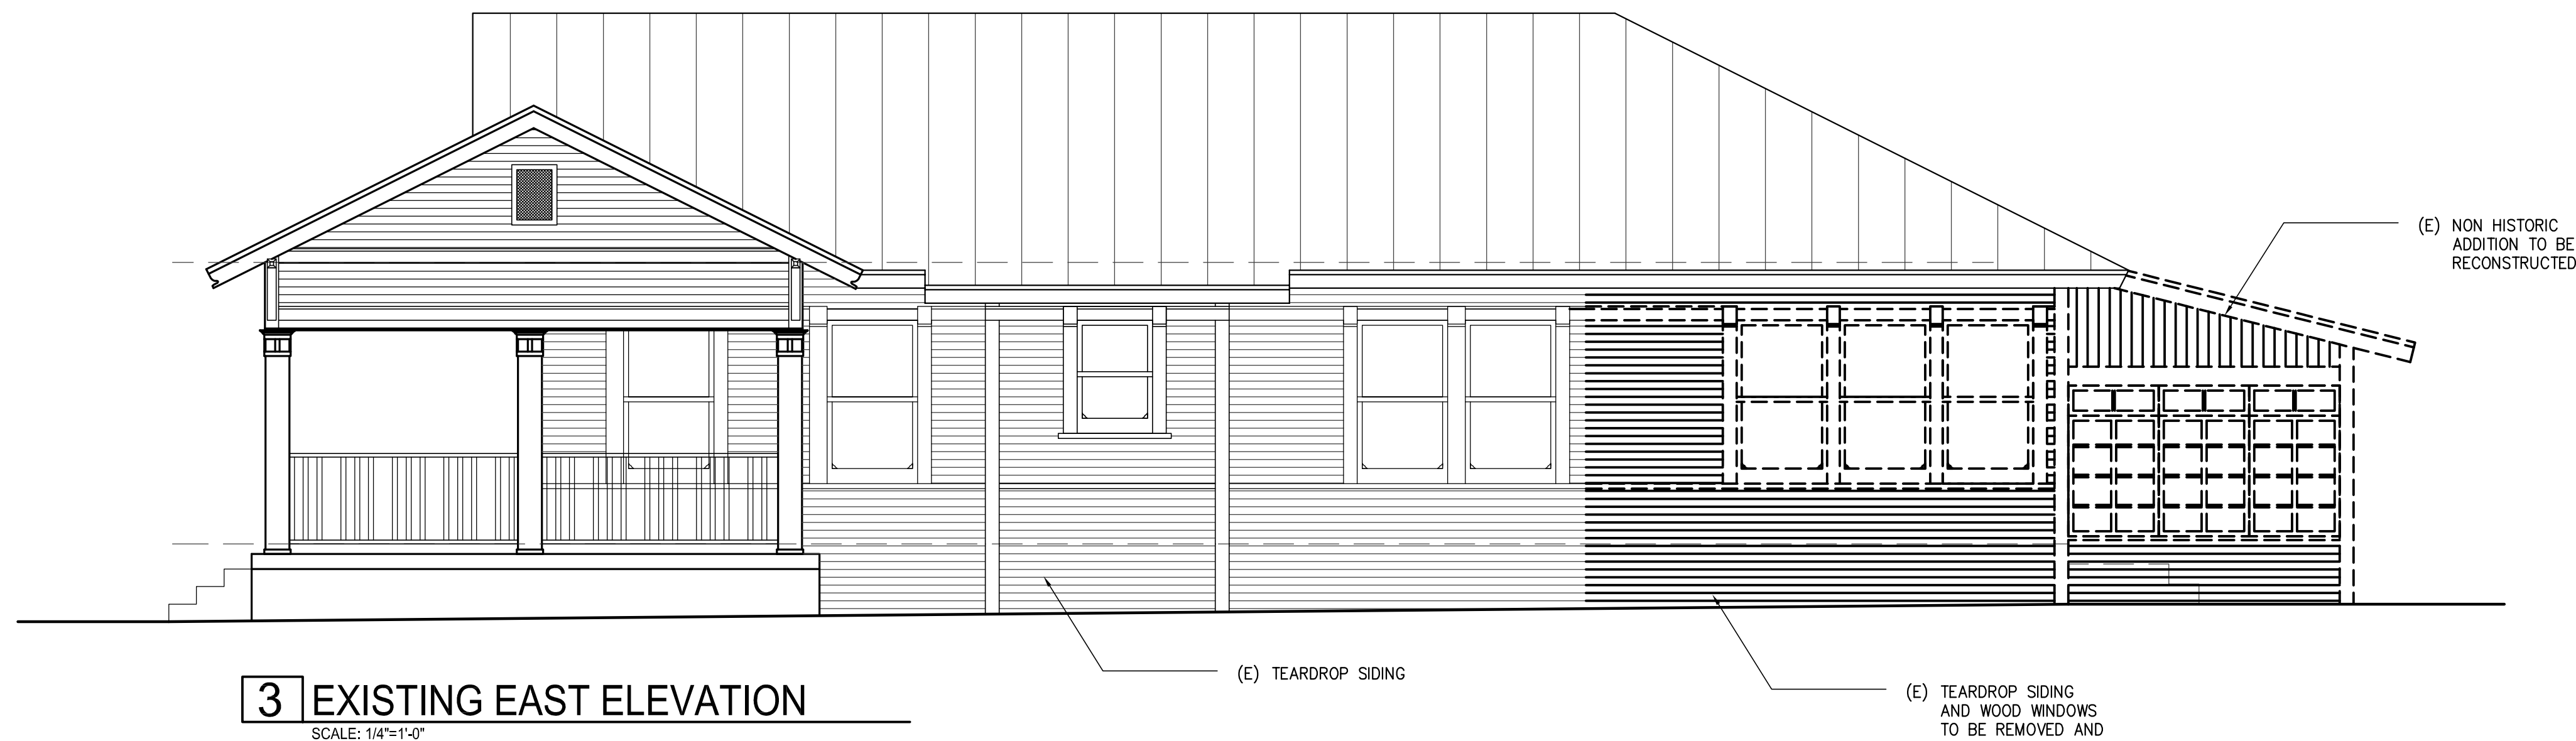 (E) NON HISTORIC
ADDITION TO BE
RECONSTRUCTED
(E) TEARDROP SIDING
(E) TEARDROP SIDING
AND WOOD WINDOWS
TO BE REMOVED AND
3 EXISTING EAST ELEVATION
SCALE: 1/4"=1'-0"